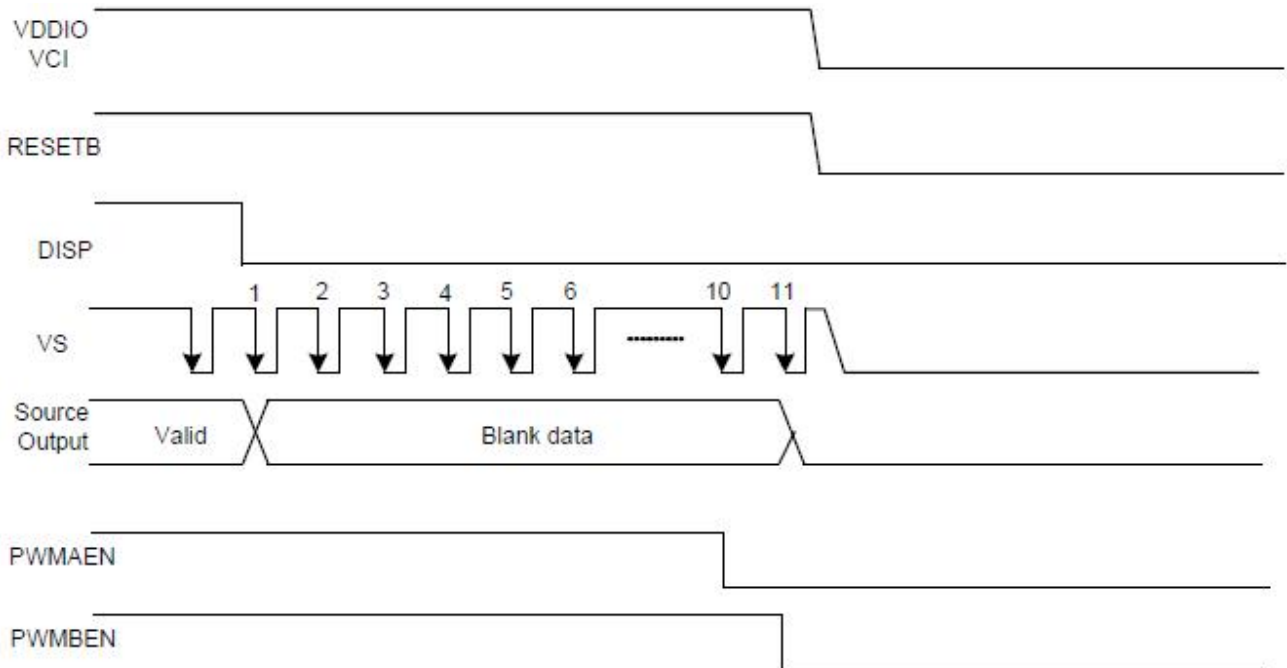 VDDIO
VCI
RESETB
DISP
1 2 3 4 5 6 10 11
VS
Source
Output
Valid
Blank data
PWMAEN
PWMBEN